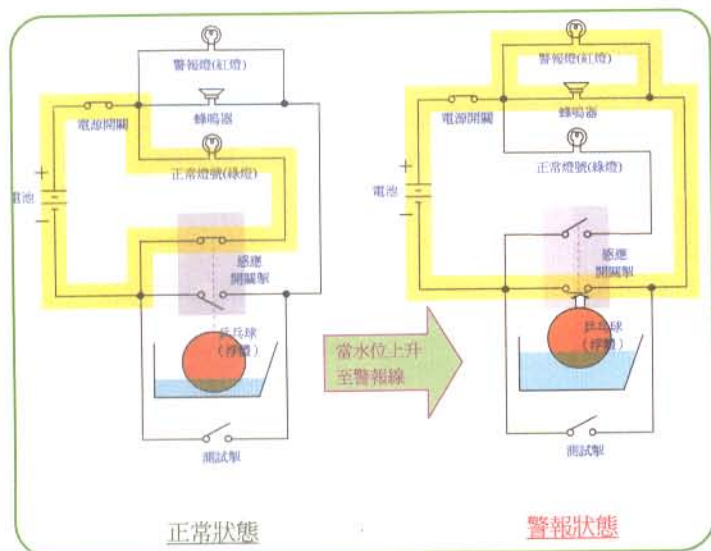 警報燈(紅燈)
蜂鳴器
電源開關
正常燈號(綠燈)
+
電池
−
感應
開關掣
乒乓球
(浮體)
測試掣
正常狀態
當水位上升
至警報線
警報燈(紅燈)
蜂鳴器
電源開關
正常燈號(綠燈)
+
電池
−
感應
開關掣
乒乓球
(浮體)
測試掣
警報狀態